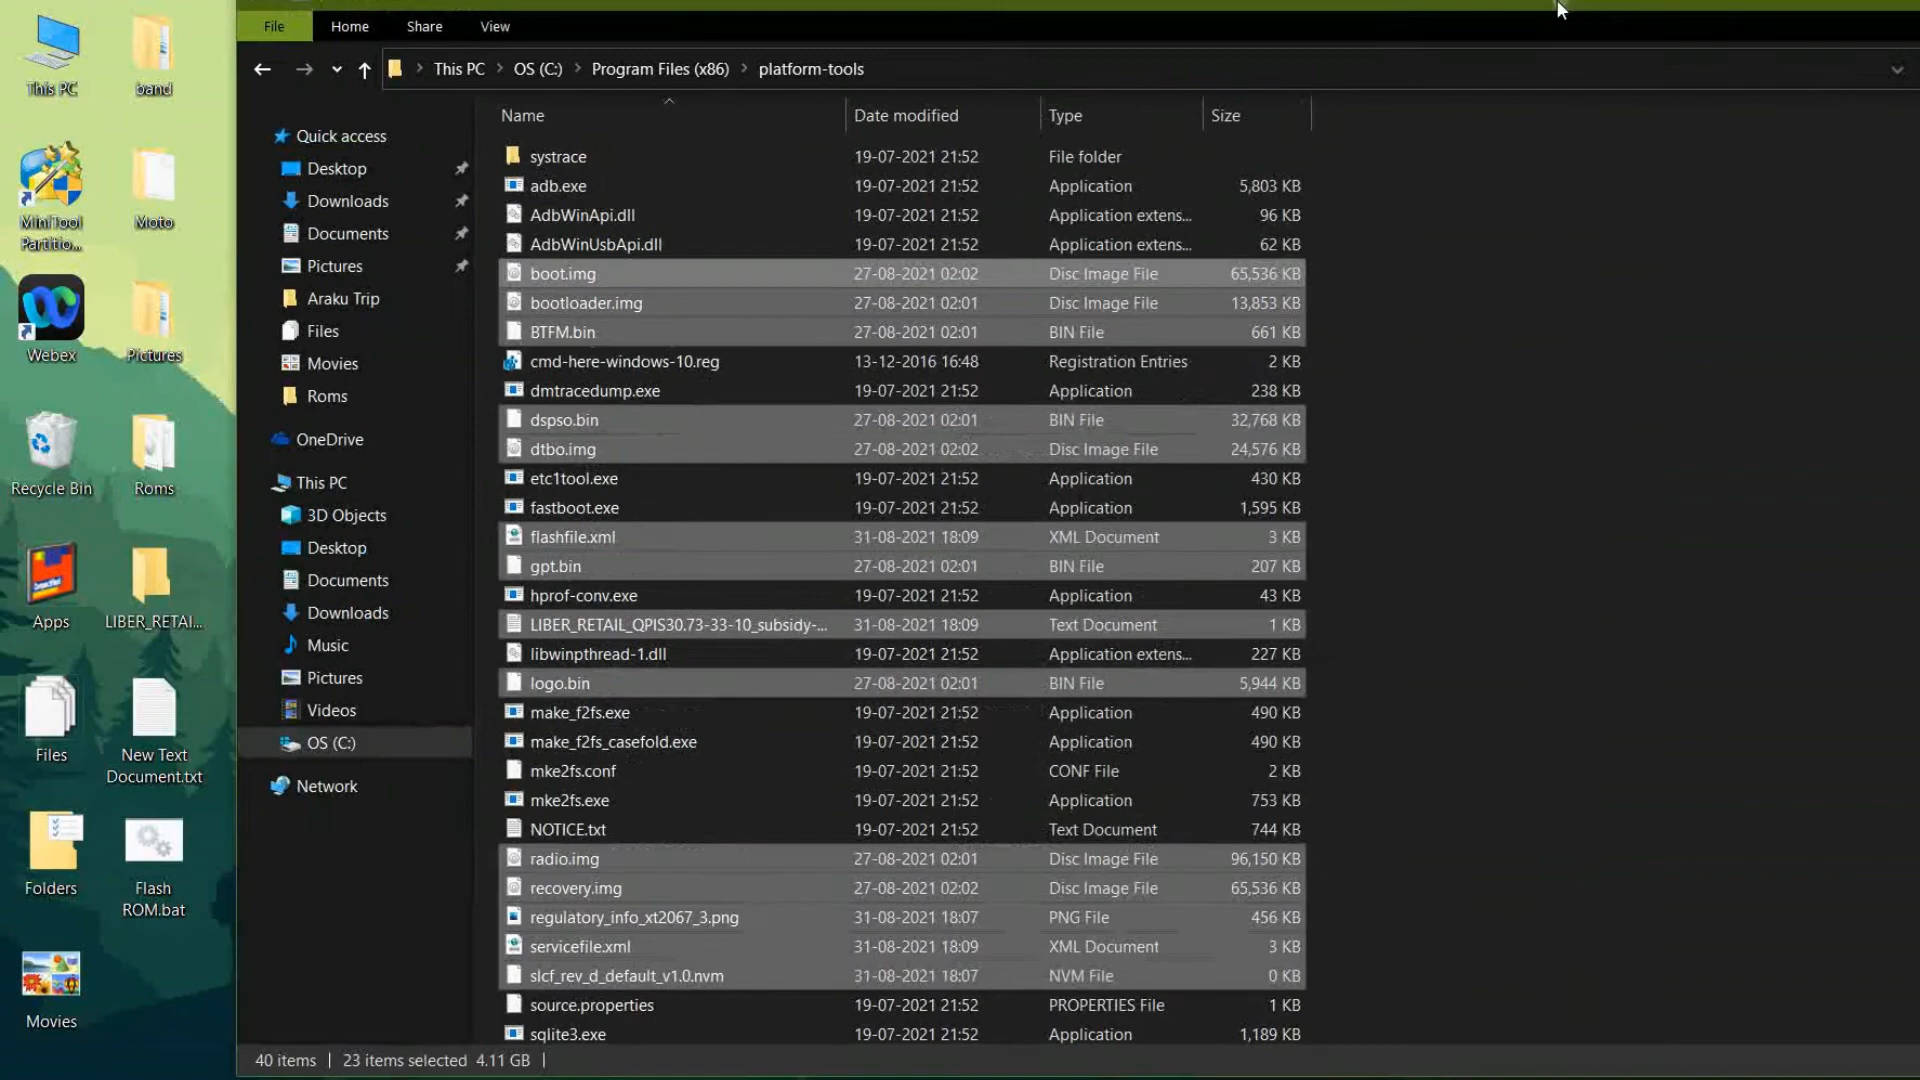 File Home Share View
This PC OS (C:) Program Files (x86) platform-tools
This PC band
MiniTool Partitio... Moto
Webex Pictures
Recycle Bin Roms
Apps LIBER_RETAI...
Files New Text Document.txt
Folders Flash ROM.bat
Movies
Quick access
Desktop
Downloads
Documents
Pictures
Araku Trip
Files
Movies
Roms
OneDrive
This PC
3D Objects
Desktop
Documents
Downloads
Music
Pictures
Videos
OS (C:)
Network
Name Date modified Type Size
systrace 19-07-2021 21:52 File folder
adb.exe 19-07-2021 21:52 Application 5,803 KB
AdbWinApi.dll 19-07-2021 21:52 Application extens... 96 KB
AdbWinUsbApi.dll 19-07-2021 21:52 Application extens... 62 KB
boot.img 27-08-2021 02:02 Disc Image File 65,536 KB
bootloader.img 27-08-2021 02:01 Disc Image File 13,853 KB
BTFM.bin 27-08-2021 02:01 BIN File 661 KB
cmd-here-windows-10.reg 13-12-2016 16:48 Registration Entries 2 KB
dmtracedump.exe 19-07-2021 21:52 Application 238 KB
dspso.bin 27-08-2021 02:01 BIN File 32,768 KB
dtbo.img 27-08-2021 02:02 Disc Image File 24,576 KB
etc1tool.exe 19-07-2021 21:52 Application 430 KB
fastboot.exe 19-07-2021 21:52 Application 1,595 KB
flashfile.xml 31-08-2021 18:09 XML Document 3 KB
gpt.bin 27-08-2021 02:01 BIN File 207 KB
hprof-conv.exe 19-07-2021 21:52 Application 43 KB
LIBER_RETAIL_QPIS30.73-33-10_subsidy-... 31-08-2021 18:09 Text Document 1 KB
libwinpthread-1.dll 19-07-2021 21:52 Application extens... 227 KB
logo.bin 27-08-2021 02:01 BIN File 5,944 KB
make_f2fs.exe 19-07-2021 21:52 Application 490 KB
make_f2fs_casefold.exe 19-07-2021 21:52 Application 490 KB
mke2fs.conf 19-07-2021 21:52 CONF File 2 KB
mke2fs.exe 19-07-2021 21:52 Application 753 KB
NOTICE.txt 19-07-2021 21:52 Text Document 744 KB
radio.img 27-08-2021 02:01 Disc Image File 96,150 KB
recovery.img 27-08-2021 02:02 Disc Image File 65,536 KB
regulatory_info_xt2067_3.png 31-08-2021 18:07 PNG File 456 KB
servicefile.xml 31-08-2021 18:09 XML Document 3 KB
slcf_rev_d_default_v1.0.nvm 31-08-2021 18:07 NVM File 0 KB
source.properties 19-07-2021 21:52 PROPERTIES File 1 KB
sqlite3.exe 19-07-2021 21:52 Application 1,189 KB
40 items 23 items selected 4.11 GB